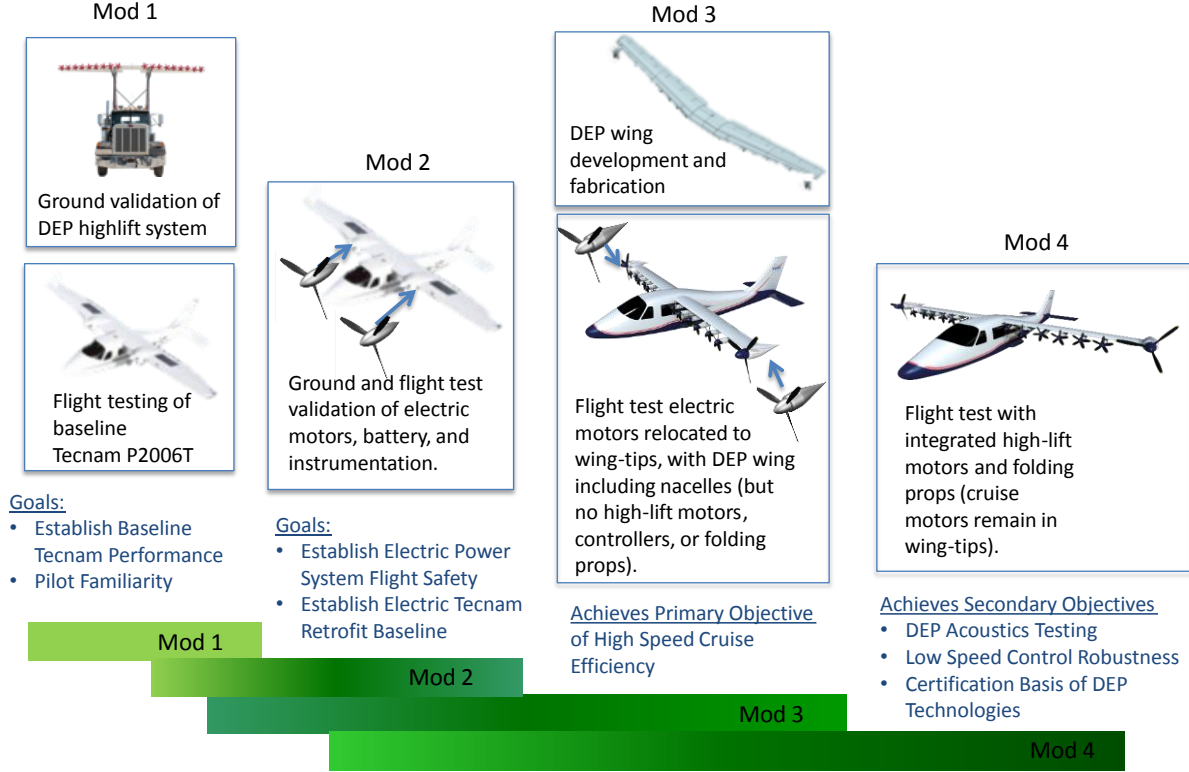 Mod 1
Ground validation of
DEP highlift system
Flight testing of
baseline
Tecnam P2006T
Goals:
• Establish Baseline
Tecnam Performance
• Pilot Familiarity
Mod 2
Ground and flight test
validation of electric
motors, battery, and
instrumentation.
Goals:
• Establish Electric Power
System Flight Safety
• Establish Electric Tecnam
Retrofit Baseline
Mod 3
DEP wing
development and
fabrication
Flight test electric
motors relocated to
wing-tips, with DEP wing
including nacelles (but
no high-lift motors,
controllers, or folding
props).
Achieves Primary Objective
of High Speed Cruise
Efficiency
Mod 4
Flight test with
integrated high-lift
motors and folding
props (cruise
motors remain in
wing-tips).
Achieves Secondary Objectives
• DEP Acoustics Testing
• Low Speed Control Robustness
• Certification Basis of DEP
Technologies
Mod 1
Mod 2
Mod 3
Mod 4